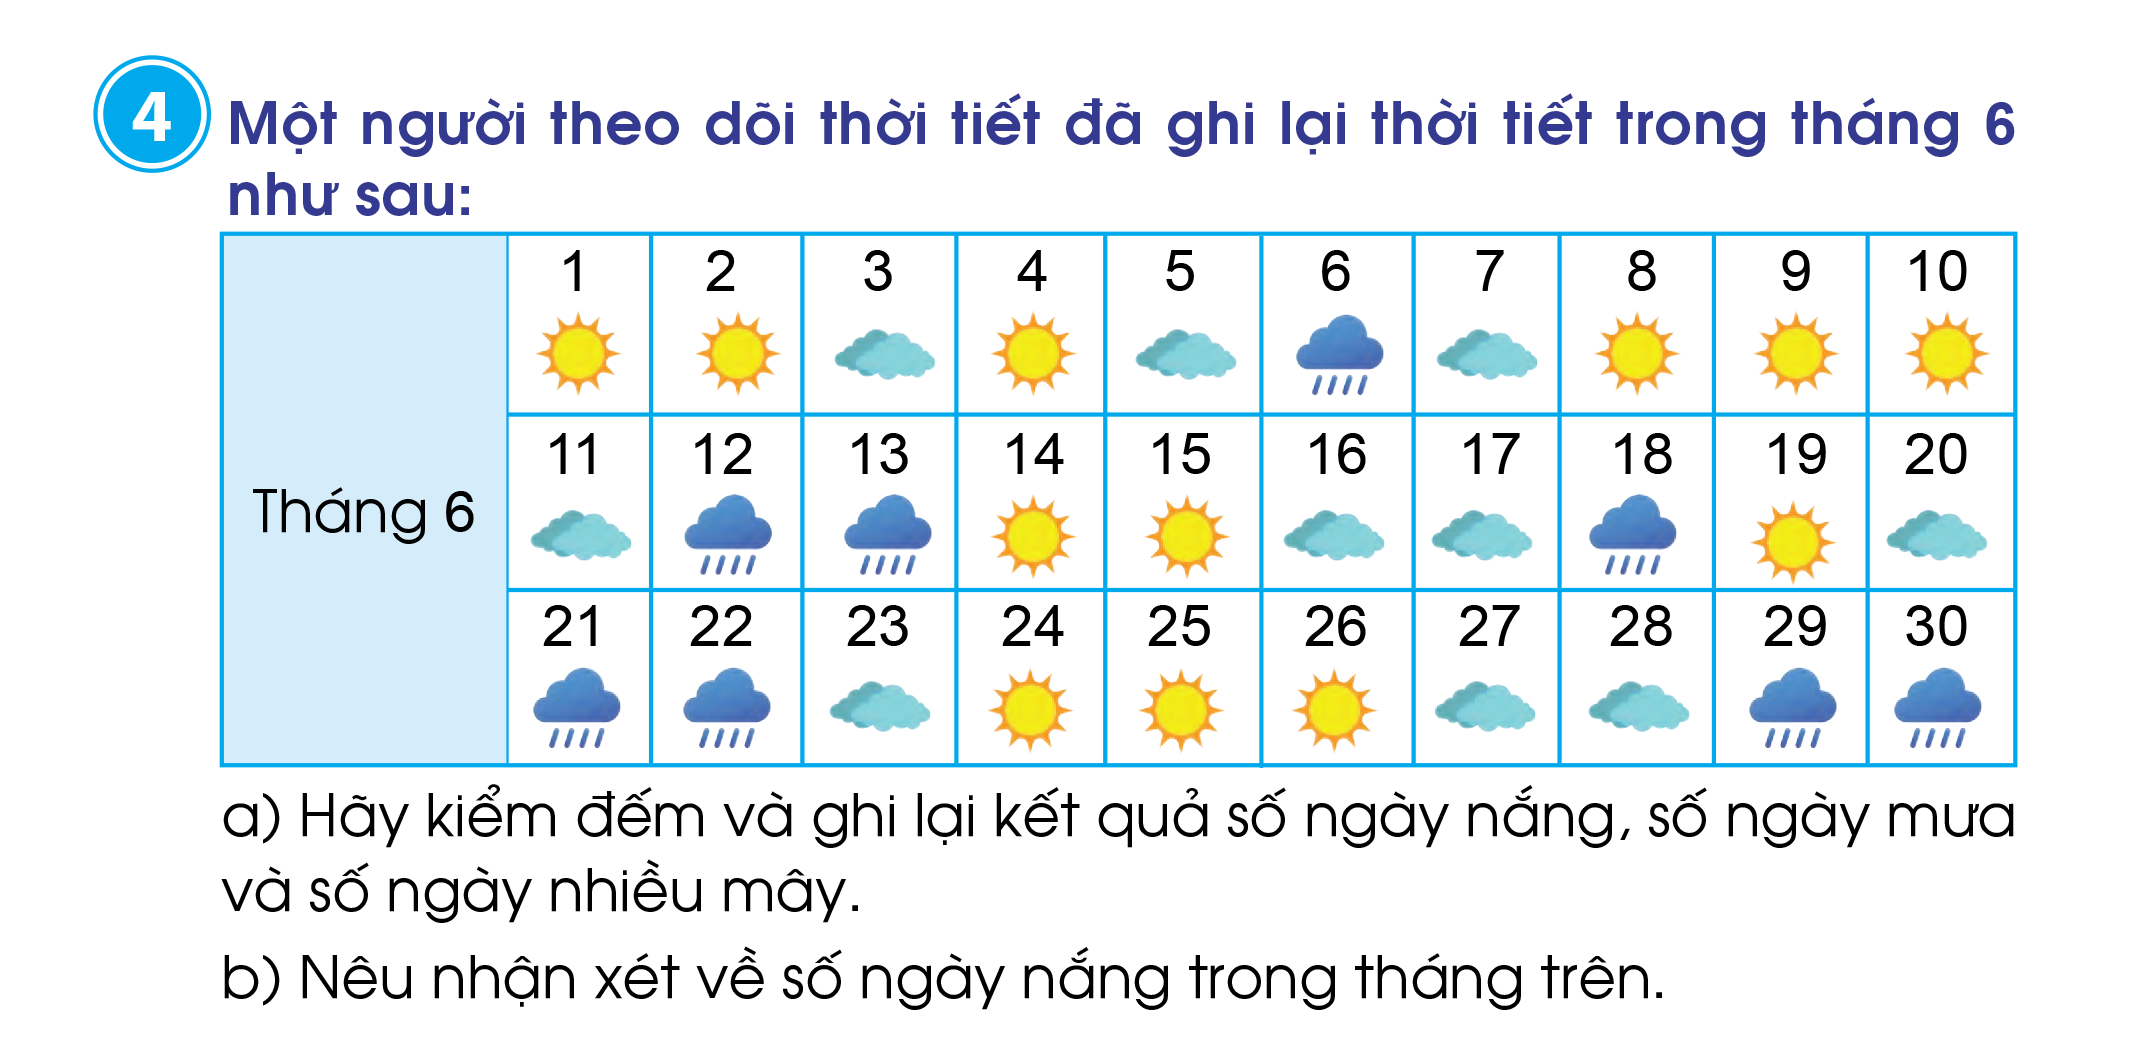 4 Một người theo dõi thời tiết đã ghi lại thời tiết trong tháng 6
như sau:
1 2 3 4 5 6 7 8 9 10
11 12 13 14 15 16 17 18 19 20
Tháng 6
21 22 23 24 25 26 27 28 29 30
a) Hãy kiểm đếm và ghi lại kết quả số ngày nắng, số ngày mưa
và số ngày nhiều mây.
b) Nêu nhận xét về số ngày nắng trong tháng trên.